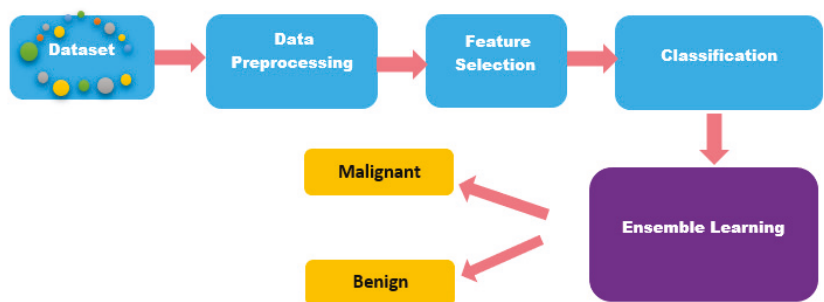 Dataset
Data
Preprocessing
Feature
Selection
Classification
Malignant
Ensemble Learning
Benign